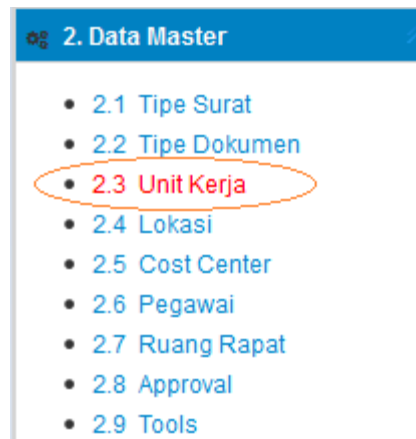 2. Data Master
2.1 Tipe Surat
2.2 Tipe Dokumen
2.3 Unit Kerja
2.4 Lokasi
2.5 Cost Center
2.6 Pegawai
2.7 Ruang Rapat
2.8 Approval
2.9 Tools